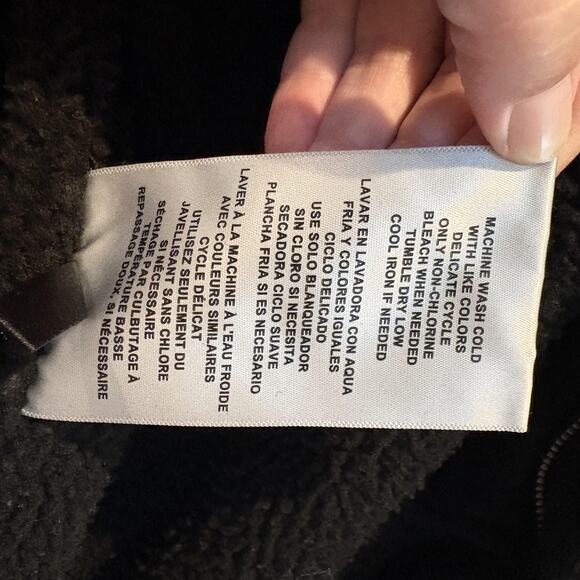 MACHINE WASH COLD
WITH LIKE COLORS
DELICATE CYCLE
ONLY NON-CHLORINE
BLEACH WHEN NEEDED
TUMBLE DRY LOW
COOL IRON IF NEEDED
LAVAR EN LAVADORA CON AQUA
FRIA Y COLORES IGUALES
CICLO DELICADO
USE SOLO BLANQUEADOR
SIN CLORO SI NECESITA
SECADORA CICLO SUAVE
PLANCHA FRIA SI ES NECESARIO
LAVER À LA MACHINE À L'EAU FROIDE
AVEC COULEURS SIMILAIRES
CYCLE DÉLICAT
UTILISEZ SEULEMENT DU
JAVELLISANT SANS CHLORE
SI NÉCESSAIRE
SÉCHAGE PAR CULBUTAGE À
TEMPÉRATURE BASSE
REPASSAGE DOUX, SI NÉCESSAIRE